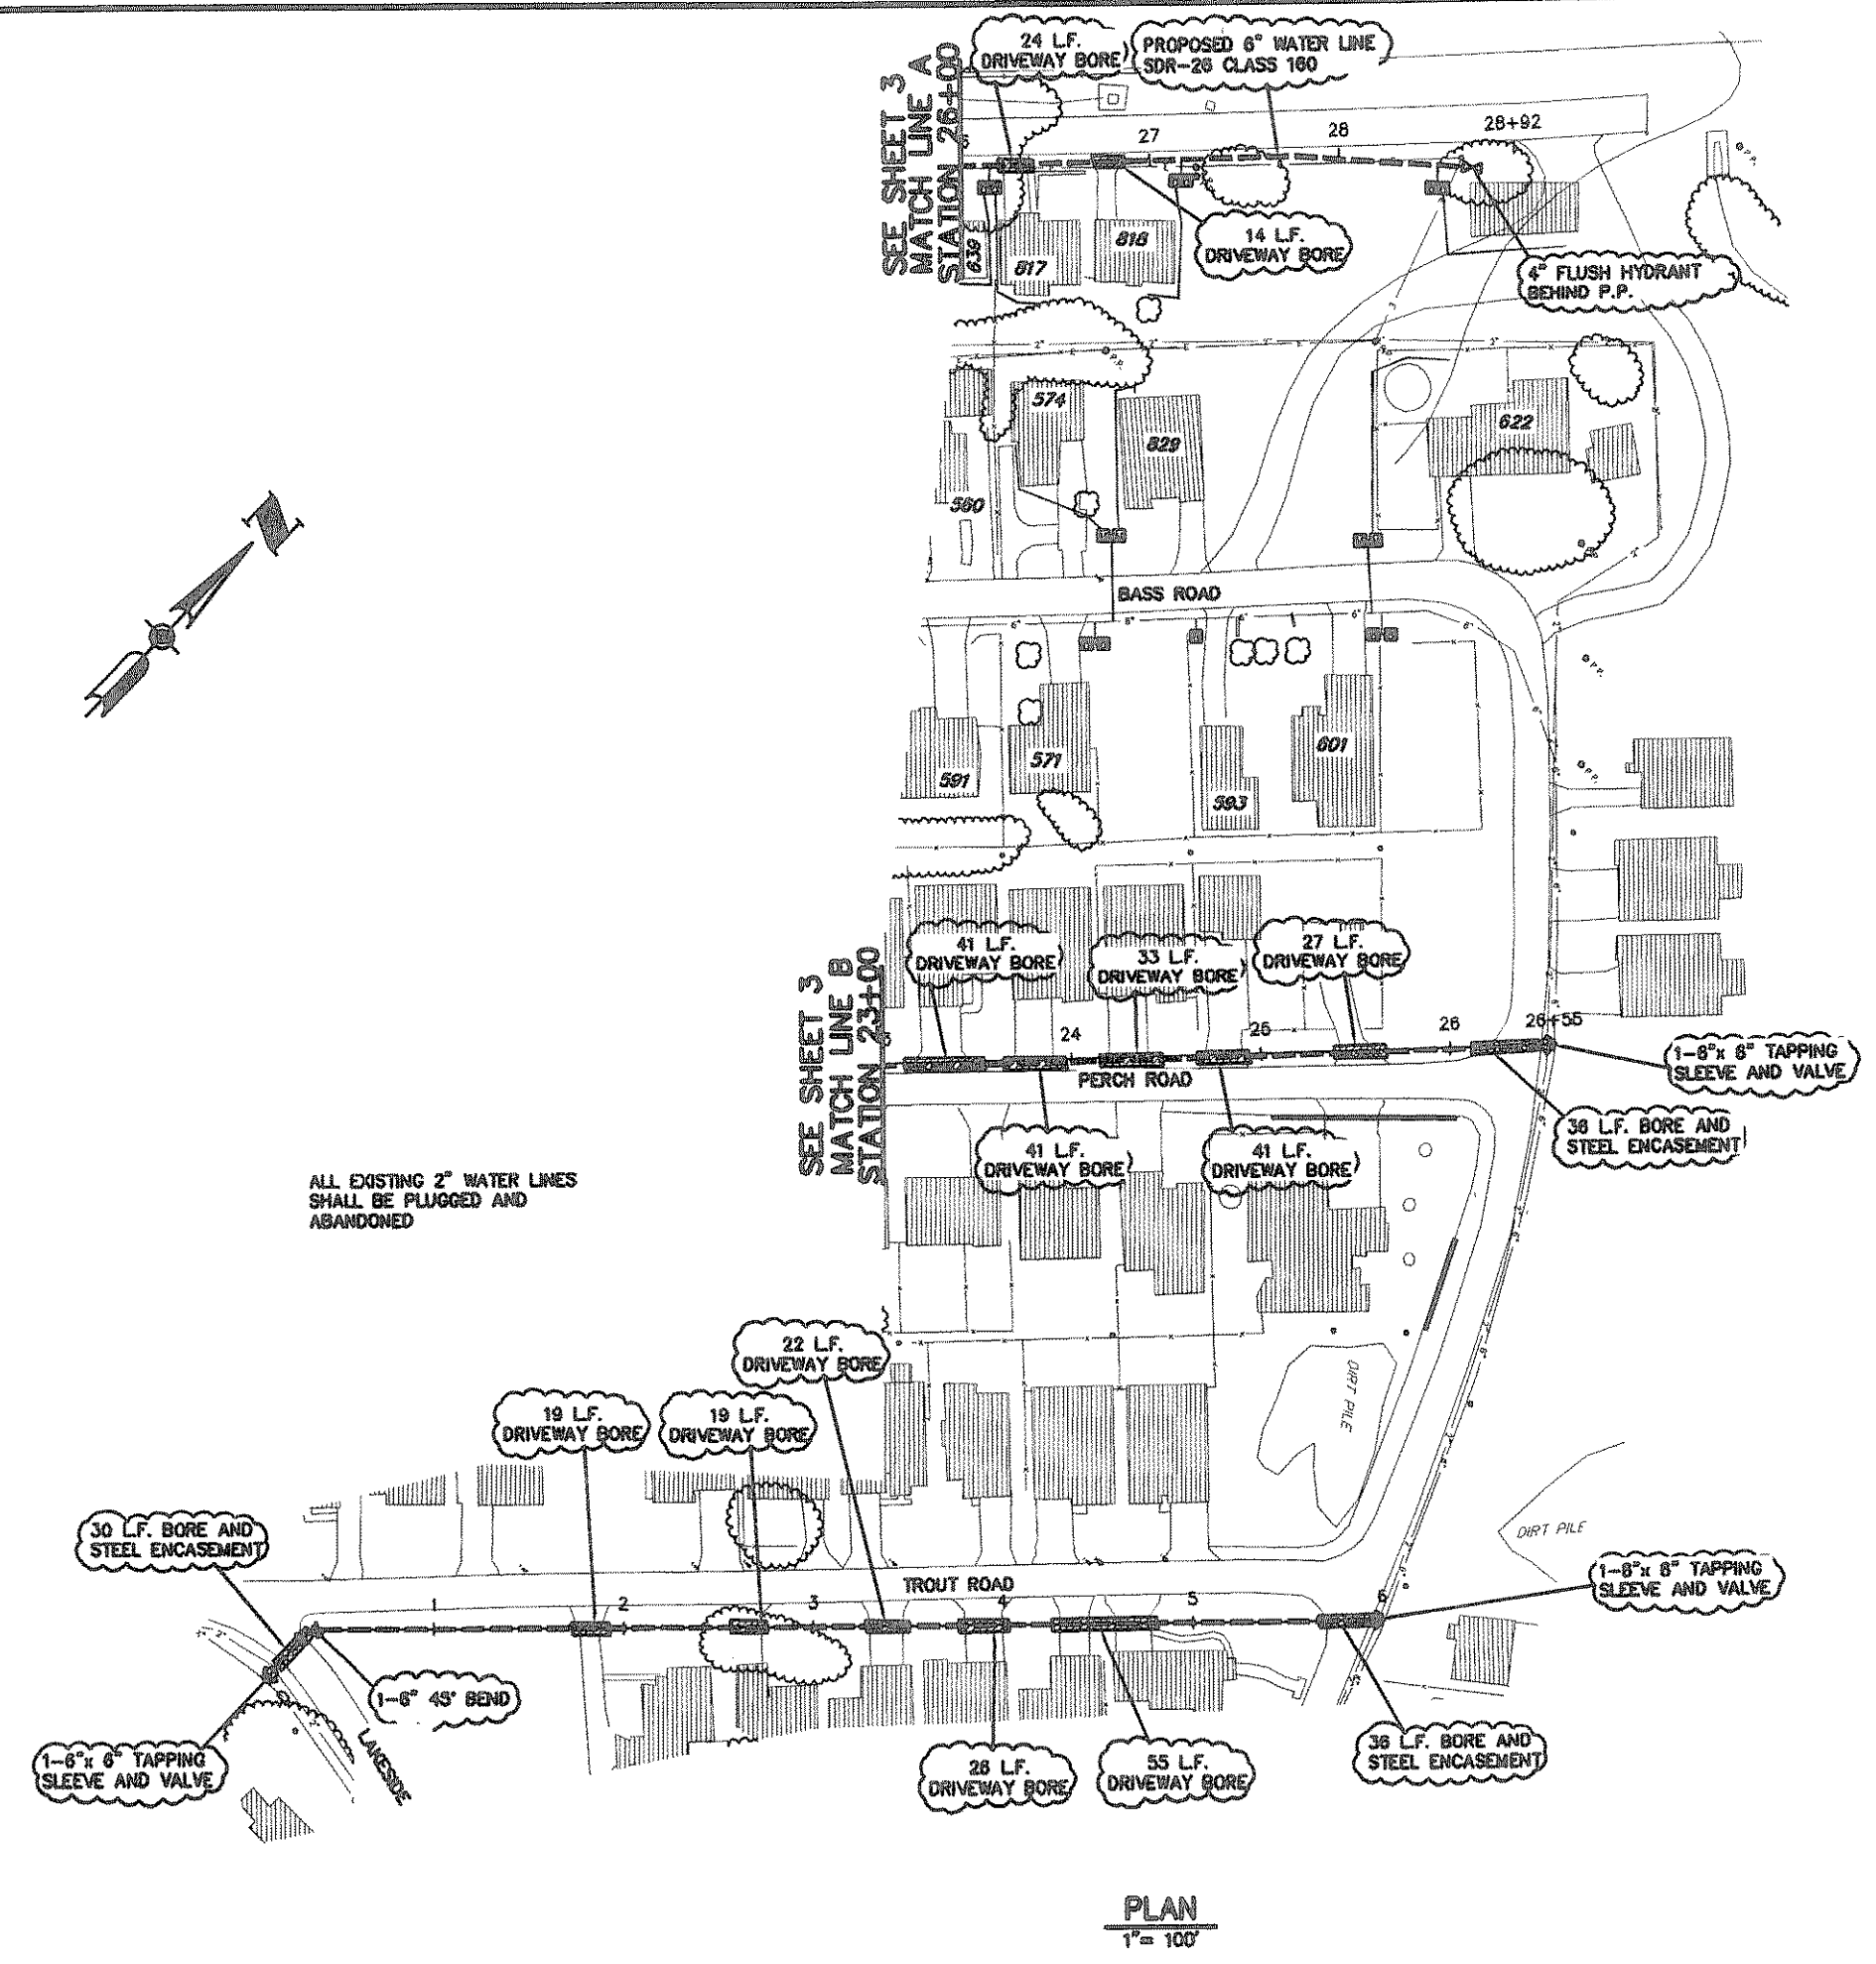 24 L.F.
DRIVEWAY BORE
PROPOSED 6" WATER LINE
SDR-26 CLASS 160
SEE SHEET 3
MATCH LINE A
STATION 26+00
27
28
28+92
639
817
818
14 L.F.
DRIVEWAY BORE
4" FLUSH HYDRANT
BEHIND P.P.
P.P.
574
829
622
560
BASS ROAD
591
571
593
601
P.P.
P.P.
SEE SHEET 3
MATCH LINE B
STATION 23+00
41 L.F.
DRIVEWAY BORE
33 L.F.
DRIVEWAY BORE
27 L.F.
DRIVEWAY BORE
24
26
26+55
PERCH ROAD
1-6"x 6" TAPPING
SLEEVE AND VALVE
36 L.F. BORE AND
STEEL ENCASEMENT
41 L.F.
DRIVEWAY BORE
41 L.F.
DRIVEWAY BORE
ALL EXISTING 2" WATER LINES
SHALL BE PLUGGED AND
ABANDONED
22 L.F.
DRIVEWAY BORE
19 L.F.
DRIVEWAY BORE
19 L.F.
DRIVEWAY BORE
DIRT PILE
DIRT PILE
30 L.F. BORE AND
STEEL ENCASEMENT
TROUT ROAD
1
2
3
4
5
6
1-6"x 6" TAPPING
SLEEVE AND VALVE
1-6" 45° BEND
LAKESIDE
1-6"x 6" TAPPING
SLEEVE AND VALVE
DRIVEWAY BORE
55 L.F.
DRIVEWAY BORE
36 L.F. BORE AND
STEEL ENCASEMENT
PLAN
1"= 100'